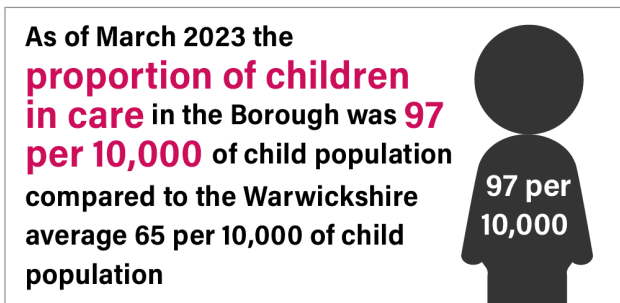 As of March 2023 the
proportion of children
in care in the Borough was 97
per 10,000 of child population
compared to the Warwickshire
average 65 per 10,000 of child
population
97 per
10,000